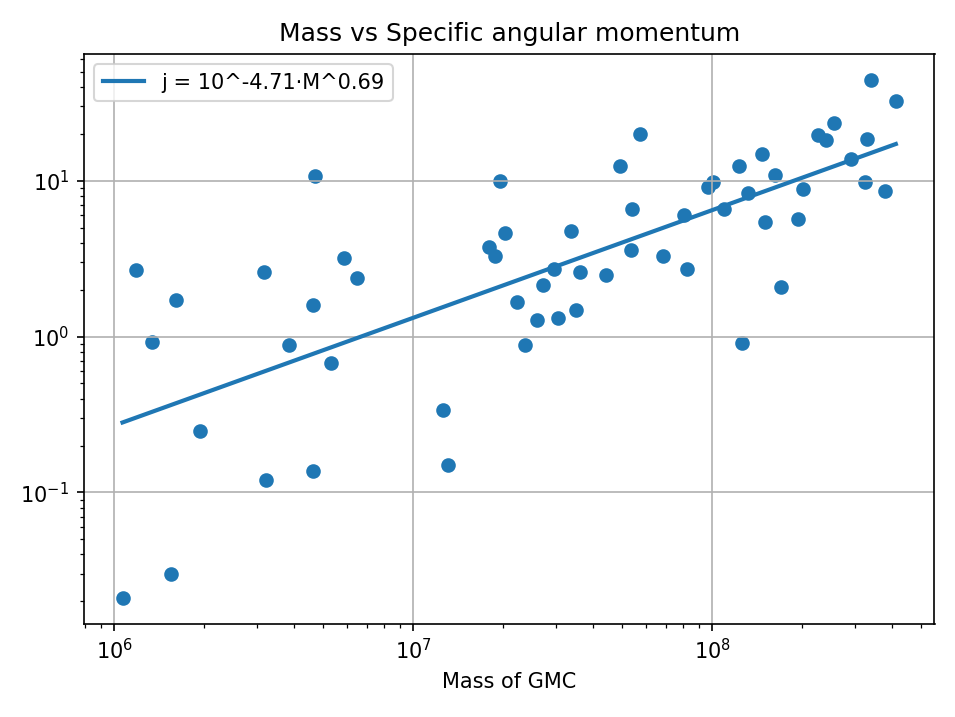 Mass vs Specific angular momentum
j = 10^-4.71·M^0.69
10¹
10⁰
10⁻¹
10⁶ 10⁷ 10⁸
Mass of GMC